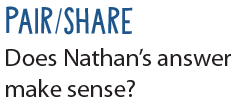 PAIR/SHARE
Does Nathan's answer
make sense?